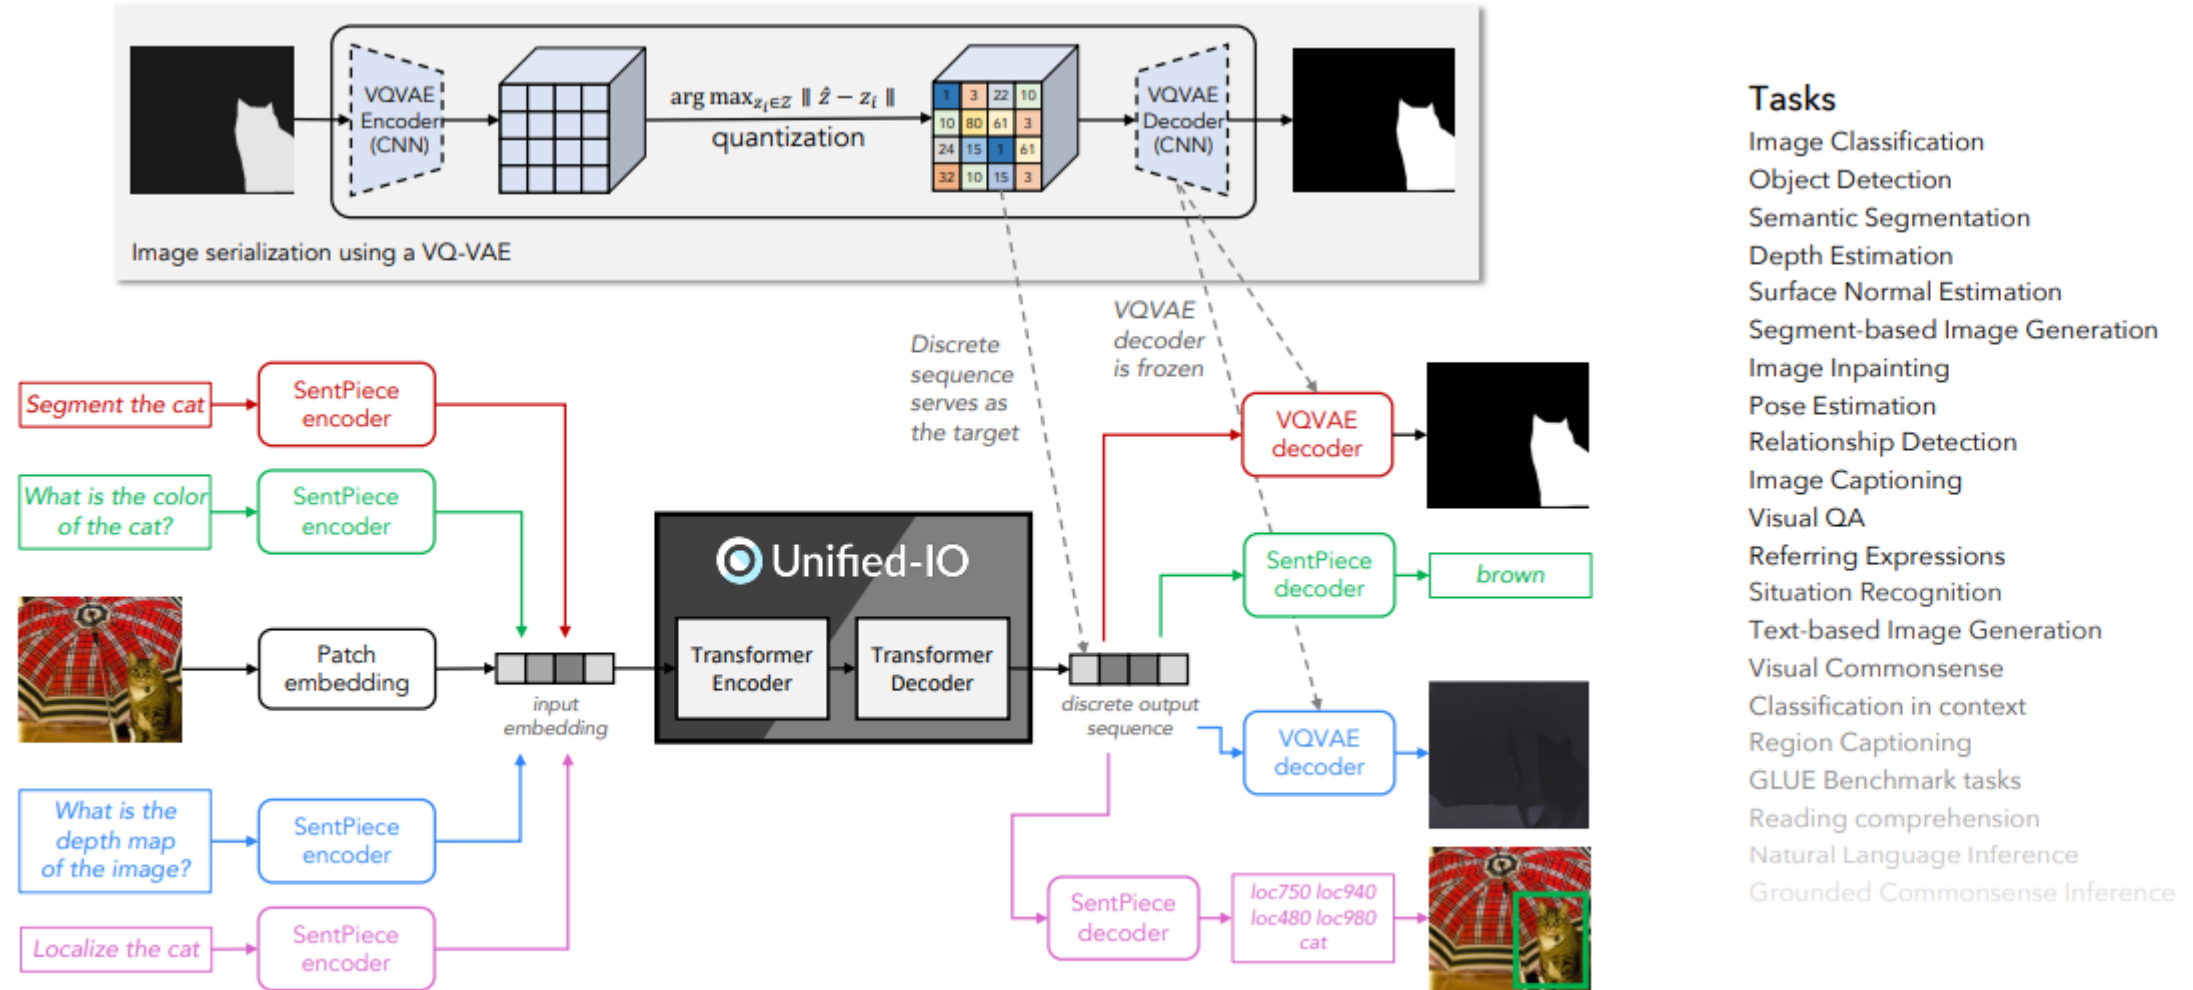 VQVAE
Encoder
(CNN)
arg max_{z_i∈Z} ‖ ẑ − z_i ‖
quantization
1 3 22 10
10 80 61 3
24 15 1 61
32 10 15 3
VQVAE
Decoder
(CNN)
Image serialization using a VQ-VAE
Discrete
sequence
serves as
the target
VQVAE
decoder
is frozen
Segment the cat
SentPiece
encoder
What is the color
of the cat?
SentPiece
encoder
Patch
embedding
input
embedding
What is the
depth map
of the image?
SentPiece
encoder
Localize the cat
SentPiece
encoder
Unified-IO
Transformer
Encoder
Transformer
Decoder
discrete output
sequence
VQVAE
decoder
SentPiece
decoder
brown
VQVAE
decoder
SentPiece
decoder
loc750 loc940
loc480 loc980
cat
Tasks
Image Classification
Object Detection
Semantic Segmentation
Depth Estimation
Surface Normal Estimation
Segment-based Image Generation
Image Inpainting
Pose Estimation
Relationship Detection
Image Captioning
Visual QA
Referring Expressions
Situation Recognition
Text-based Image Generation
Visual Commonsense
Classification in context
Region Captioning
GLUE Benchmark tasks
Reading comprehension
Natural Language Inference
Grounded Commonsense Inference